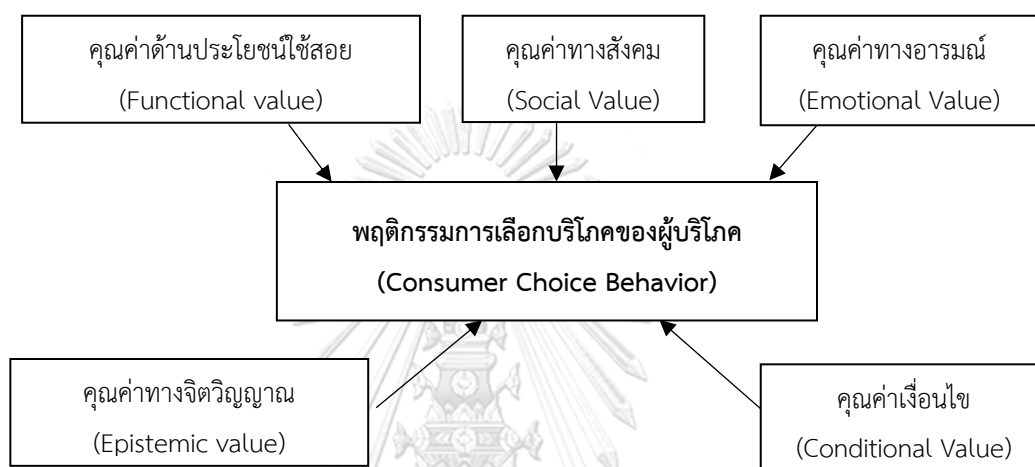 คุณค่าด้านประโยชน์ใช้สอย
(Functional value)
คุณค่าทางสังคม
(Social Value)
คุณค่าทางอารมณ์
(Emotional Value)
พฤติกรรมการเลือกบริโภคของผู้บริโภค
(Consumer Choice Behavior)
คุณค่าทางจิตวิญญาณ
(Epistemic value)
คุณค่าเงื่อนไข
(Conditional Value)